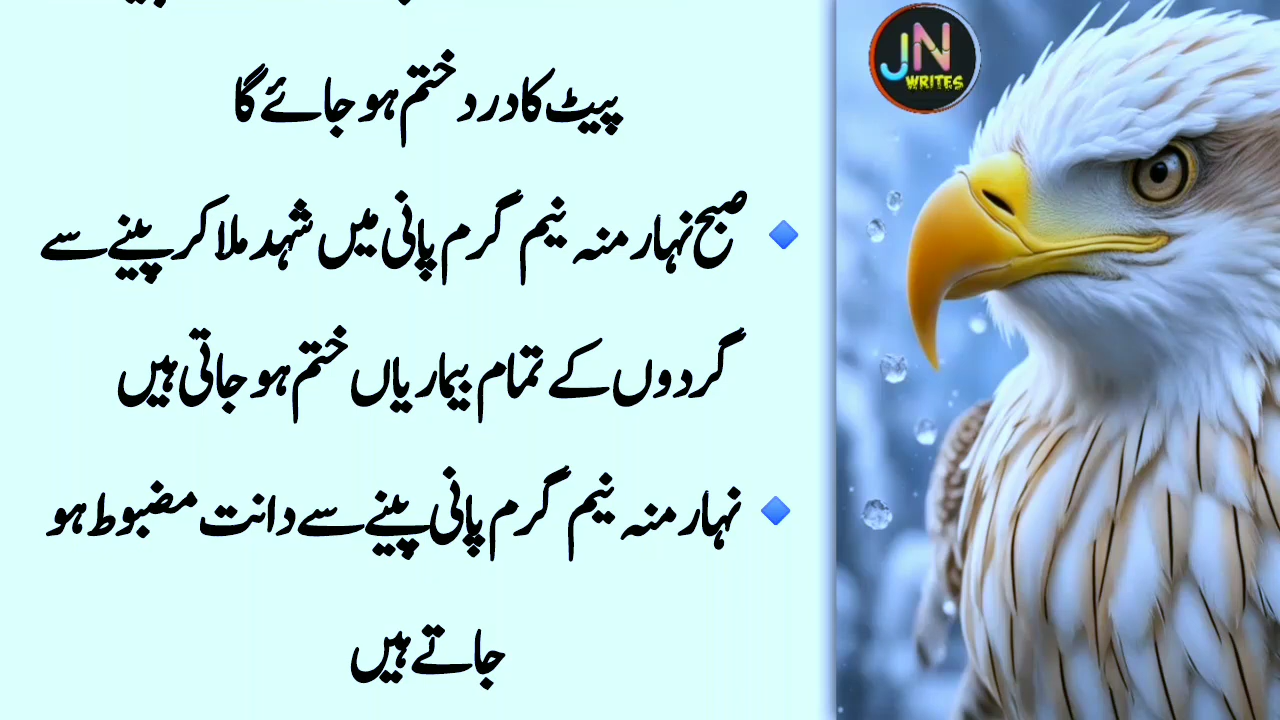 پیٹ کا درد ختم ہو جائے گا
صبح نہار منہ نیم گرم پانی میں شہد ملا کر پینے سے
گردوں کے تمام بیماریاں ختم ہو جاتی ہیں
نہار منہ نیم گرم پانی پینے سے دانت مضبوط ہو
جاتے ہیں
JN
WRITES